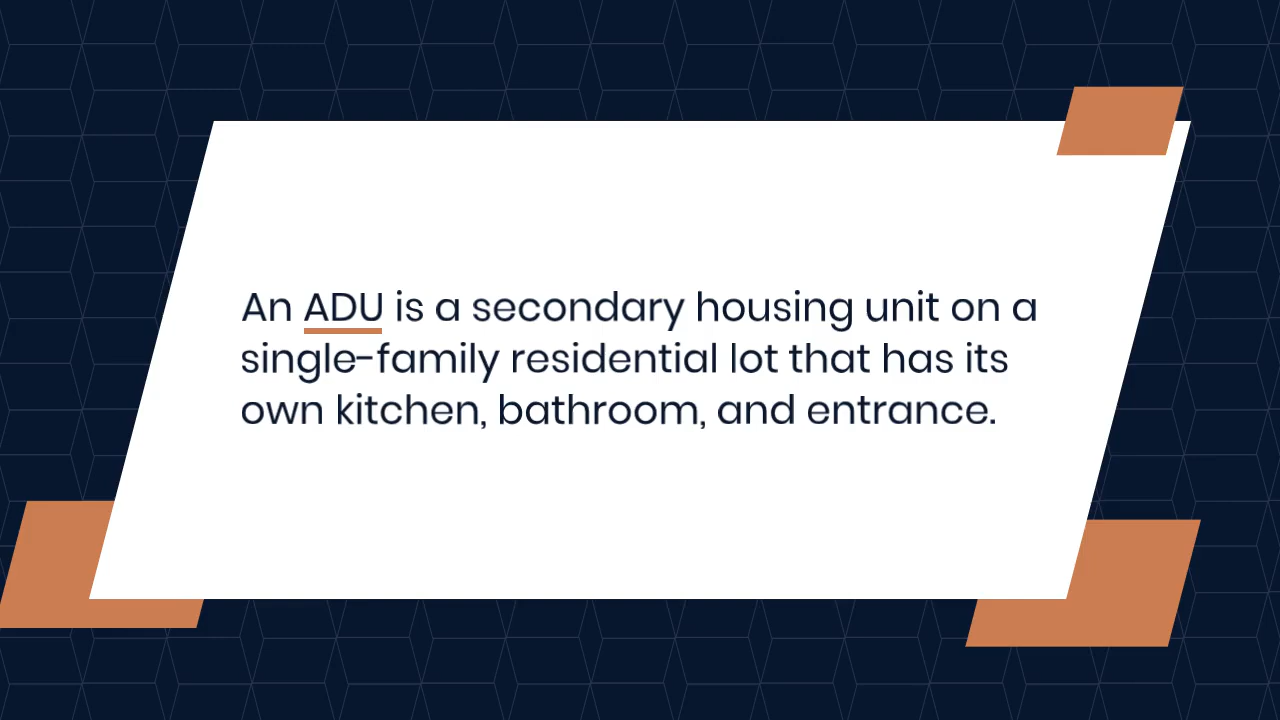 An ADU is a secondary housing unit on a
single-family residential lot that has its
own kitchen, bathroom, and entrance.